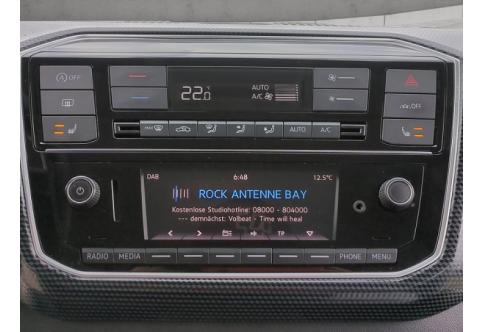 OFF
22.0
AUTO
A/C
OFF
MAX
AUTO
A/C
DAB
6:48
12.5°C
ROCK ANTENNE BAY
Kostenlose Studiohotline: 08000 - 804000
--- demnächst: Volbeat - Time will heal
TP
RADIO
MEDIA
PHONE
MENU